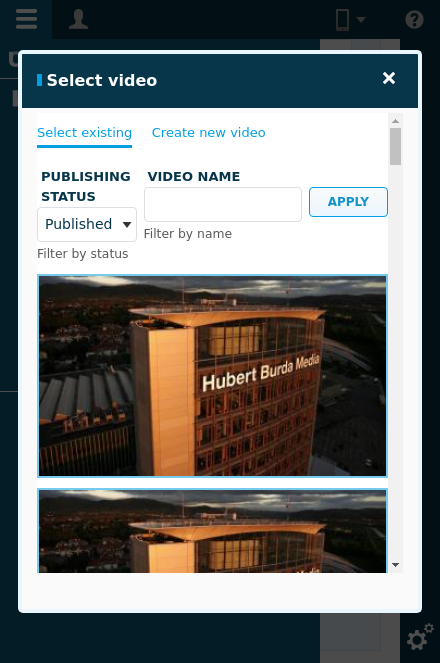 Select video
Select existing
Create new video
PUBLISHING STATUS
VIDEO NAME
Published
APPLY
Filter by name
Filter by status
Hubert Burda Media